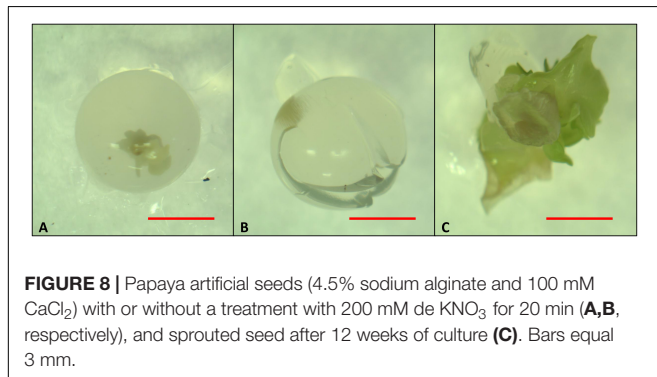 A B C
FIGURE 8 | Papaya artificial seeds (4.5% sodium alginate and 100 mM
CaCl2) with or without a treatment with 200 mM de KNO3 for 20 min (A,B,
respectively), and sprouted seed after 12 weeks of culture (C). Bars equal
3 mm.